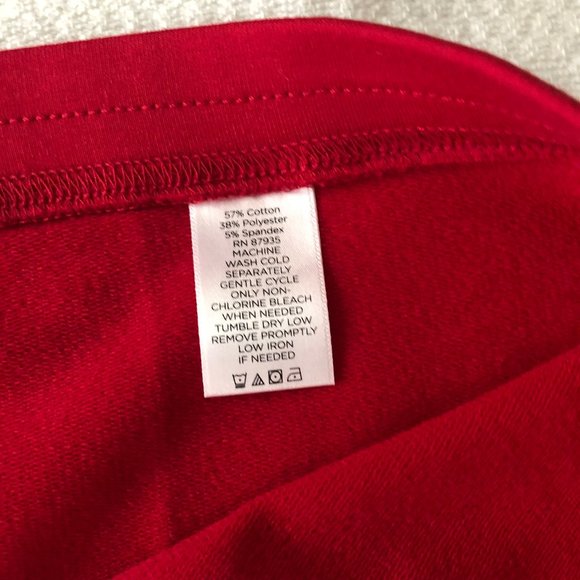 57% Cotton
38% Polyester
5% Spandex
RN 87935
MACHINE
WASH COLD
SEPARATELY
GENTLE CYCLE
ONLY NON-
CHLORINE BLEACH
WHEN NEEDED
TUMBLE DRY LOW
REMOVE PROMPTLY
LOW IRON
IF NEEDED